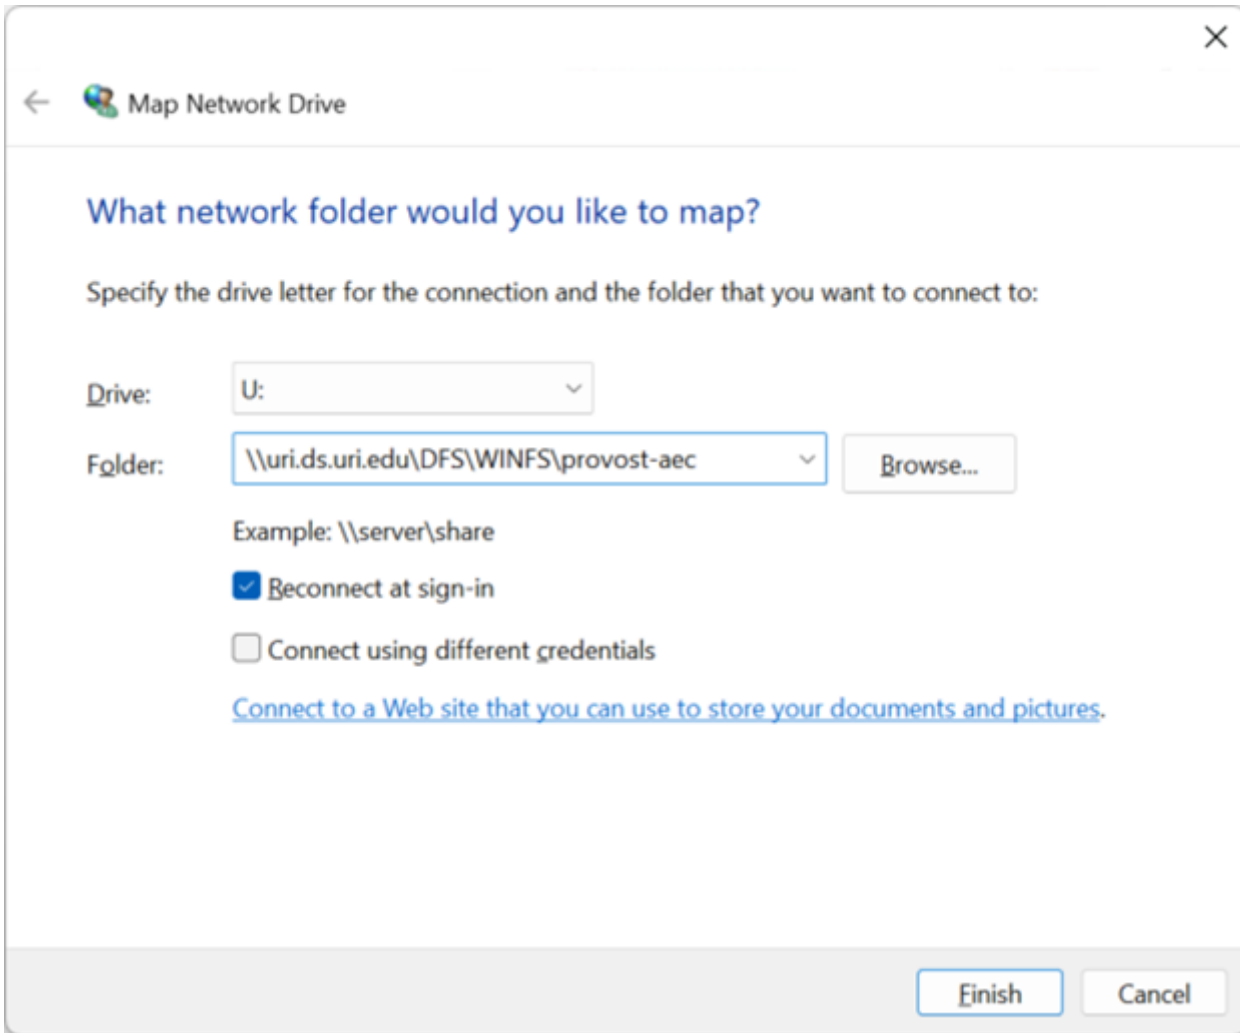 Map Network Drive
What network folder would you like to map?
Specify the drive letter for the connection and the folder that you want to connect to:
Drive: U:
Folder: \\uri.ds.uri.edu\DFS\WINFS\provost-aec Browse...
Example: \\server\share
Reconnect at sign-in
Connect using different credentials
Connect to a Web site that you can use to store your documents and pictures.
Finish Cancel